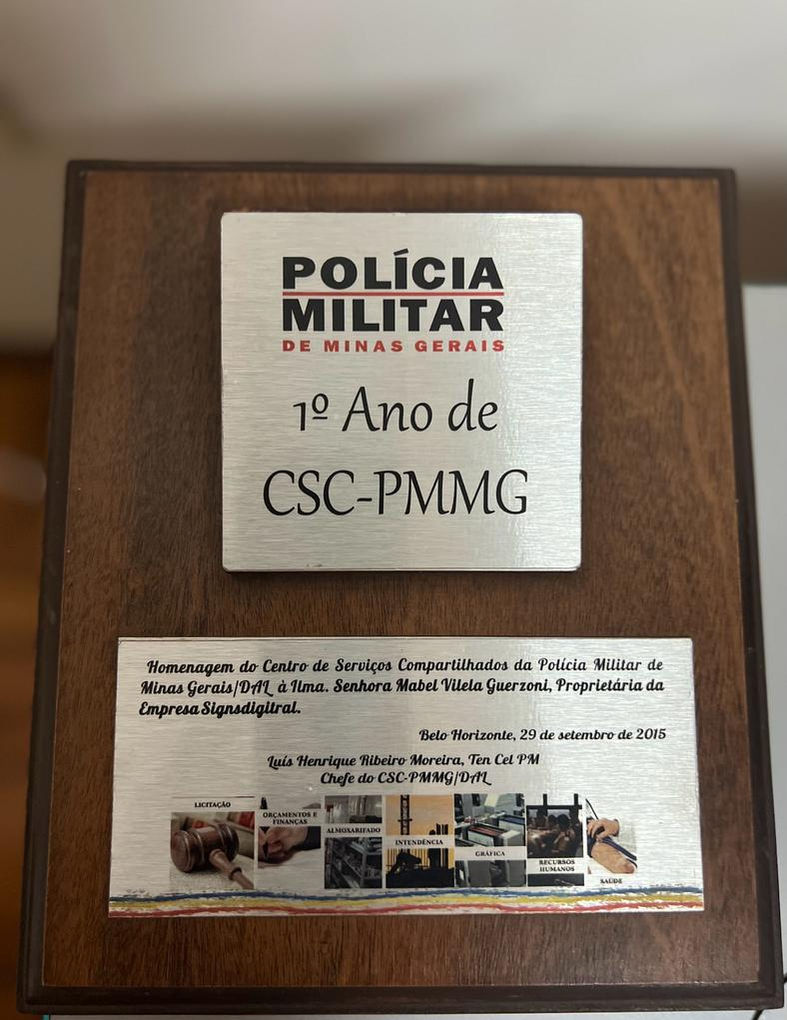 POLÍCIA
MILITAR
DE MINAS GERAIS
1º Ano de
CSC-PMMG
Homenagem do Centro de Serviços Compartilhados da Polícia Militar de
Minas Gerais/DAL à Ilma. Senhora Mabel Vilela Guerzoni, Proprietária da
Empresa Signsdigitral.
Belo Horizonte, 29 de setembro de 2015
Luís Henrique Ribeiro Moreira, Ten Cel PM
Chefe do CSC-PMMG/DAL
LICITAÇÃO
ORÇAMENTOS E
FINANÇAS
ALMOXARIFADO
INTENDÊNCIA
GRÁFICA
RECURSOS
HUMANOS
SAÚDE